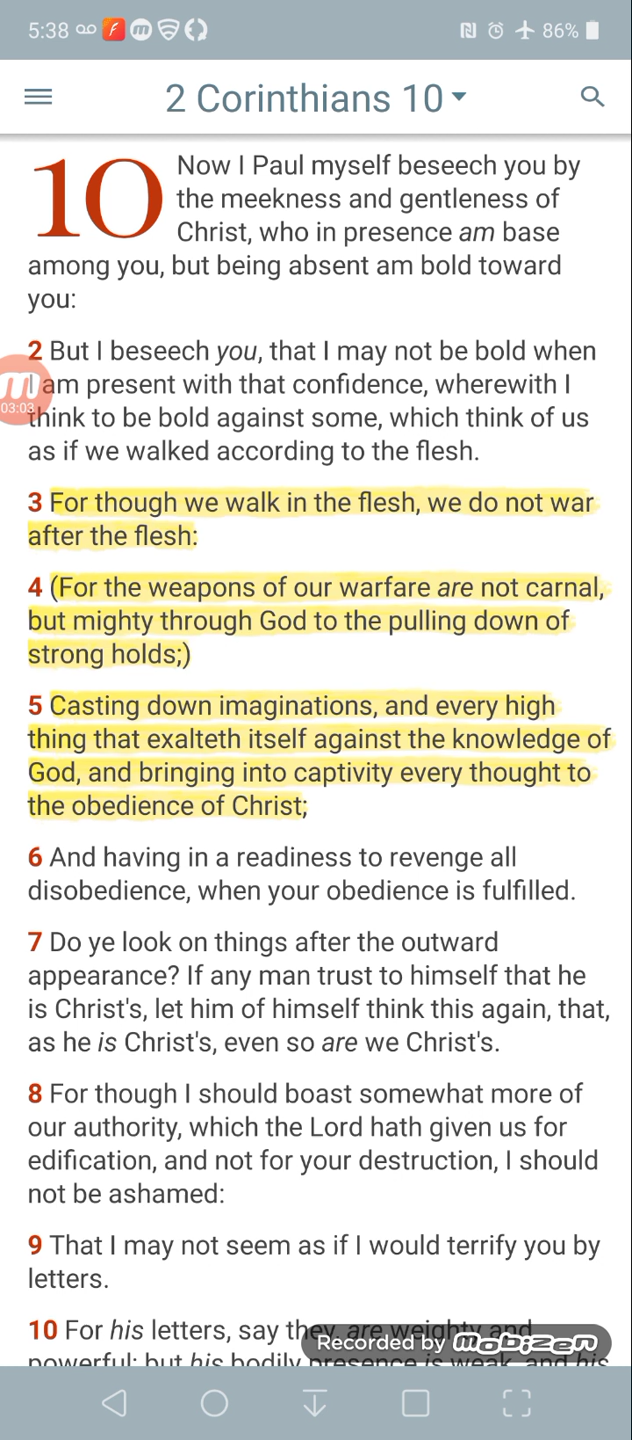 5:38
86%
2 Corinthians 10
10 Now I Paul myself beseech you by
the meekness and gentleness of
Christ, who in presence am base
among you, but being absent am bold toward
you:
2 But I beseech you, that I may not be bold when
I am present with that confidence, wherewith I
03:03
think to be bold against some, which think of us
as if we walked according to the flesh.
3 For though we walk in the flesh, we do not war
after the flesh:
4 (For the weapons of our warfare are not carnal,
but mighty through God to the pulling down of
strong holds;)
5 Casting down imaginations, and every high
thing that exalteth itself against the knowledge of
God, and bringing into captivity every thought to
the obedience of Christ;
6 And having in a readiness to revenge all
disobedience, when your obedience is fulfilled.
7 Do ye look on things after the outward
appearance? If any man trust to himself that he
is Christ's, let him of himself think this again, that,
as he is Christ's, even so are we Christ's.
8 For though I should boast somewhat more of
our authority, which the Lord hath given us for
edification, and not for your destruction, I should
not be ashamed:
9 That I may not seem as if I would terrify you by
letters.
10 For his letters, say they, are weighty and
Recorded by mobizen
powerful; but his bodily presence is weak, and his